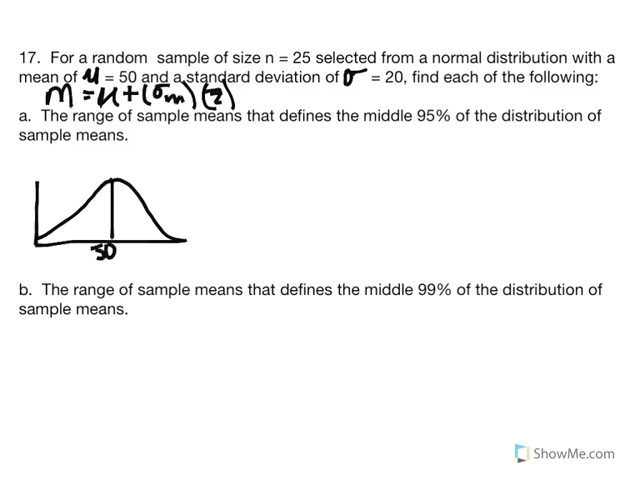 17. For a random sample of size n = 25 selected from a normal distribution with a
mean of μ = 50 and a standard deviation of σ = 20, find each of the following:
M = μ + (σm) (z)
a. The range of sample means that defines the middle 95% of the distribution of
sample means.
50
b. The range of sample means that defines the middle 99% of the distribution of
sample means.
ShowMe.com